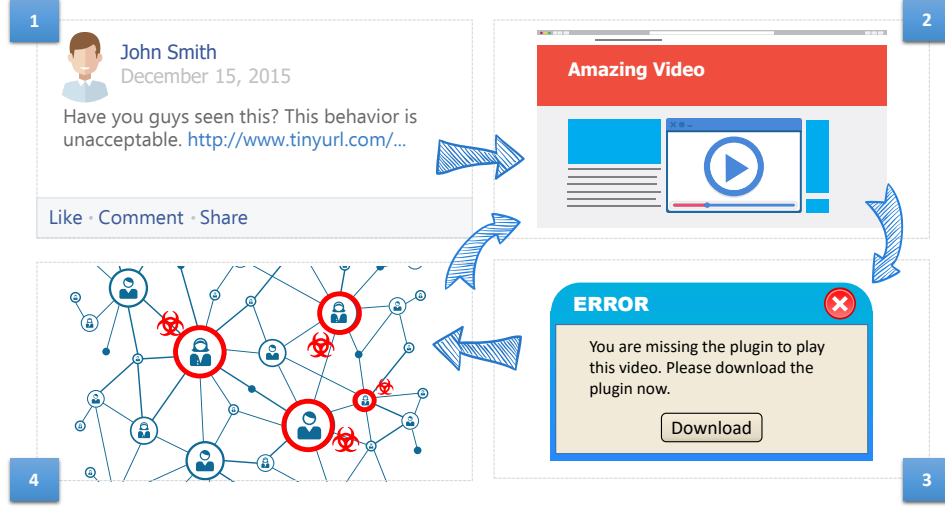 1
John Smith
December 15, 2015
Have you guys seen this? This behavior is
unacceptable. http://www.tinyurl.com/...
Like · Comment · Share
2
Amazing Video
ERROR
You are missing the plugin to play
this video. Please download the
plugin now.
Download
3
4